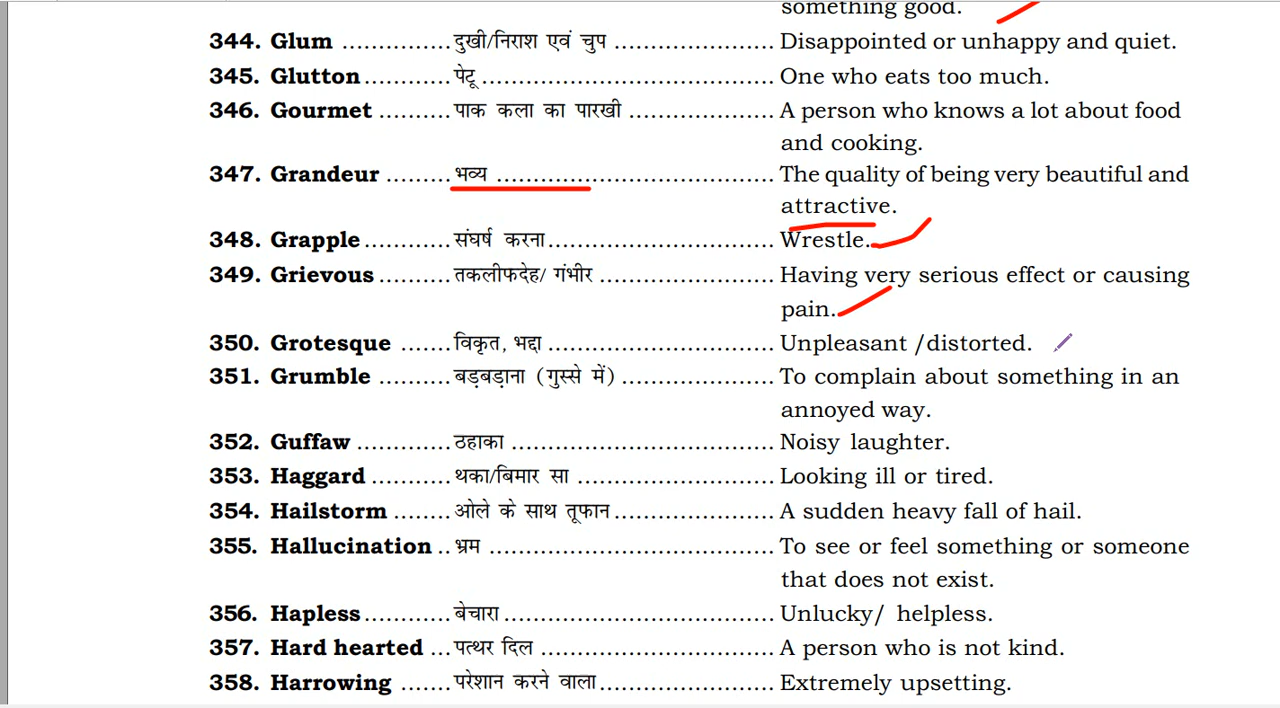 something good.
344. Glum ............... दुखी/निराश एवं चुप ...................... Disappointed or unhappy and quiet.
345. Glutton............ पेटू ........................................ One who eats too much.
346. Gourmet .......... पाक कला का पारखी .................... A person who knows a lot about food
and cooking.
347. Grandeur ......... भव्य ...................................... The quality of being very beautiful and
attractive.
348. Grapple............ संघर्ष करना............................... Wrestle.
349. Grievous .......... तकलीफदेह/ गंभीर ........................ Having very serious effect or causing
pain.
350. Grotesque ....... विकृत, भद्दा ............................... Unpleasant /distorted.
351. Grumble .......... बड़बड़ाना (गुस्से में) ..................... To complain about something in an
annoyed way.
352. Guffaw ............. ठहाका .................................... Noisy laughter.
353. Haggard ........... थका/बिमार सा ........................... Looking ill or tired.
354. Hailstorm ........ ओले के साथ तूफान...................... A sudden heavy fall of hail.
355. Hallucination .. भ्रम ....................................... To see or feel something or someone
that does not exist.
356. Hapless............ बेचारा ..................................... Unlucky/ helpless.
357. Hard hearted ... पत्थर दिल ................................ A person who is not kind.
358. Harrowing ....... परेशान करने वाला........................ Extremely upsetting.